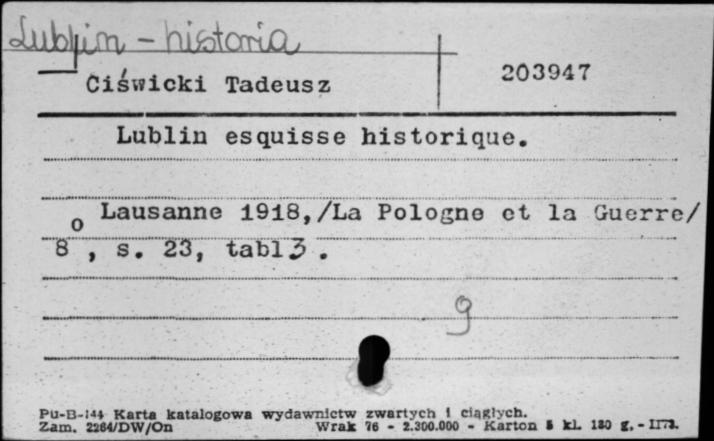 Lublin - historia
Ciświcki Tadeusz
203947
Lublin esquisse historique.
Lausanne 1918,/La Pologne et la Guerre/
8o, s. 23, tabl 3.
9
Pu-B-144 Karta katalogowa wydawnictw zwartych i ciągłych.
Zam. 2264/DW/On Wrak 76 - 2.300.000 - Karton 5 kl. 180 g. - II73.